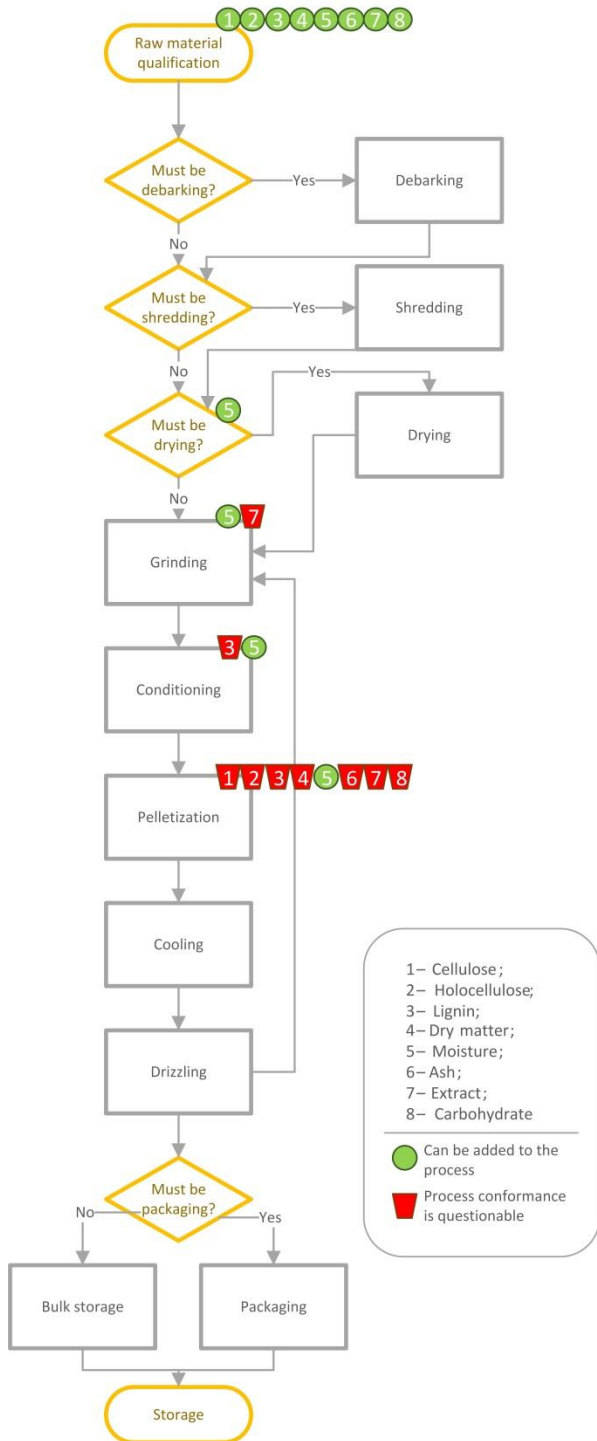 1 2 3 4 5 6 7 8
Raw material
qualification
Must be
debarking?
Yes
Debarking
No
Must be
shredding?
Yes
Shredding
No
Yes
5
Must be
drying?
Drying
No
5 7
Grinding
3 5
Conditioning
1 2 3 4 5 6 7 8
Pelletization
Cooling
Drizzling
1– Cellulose;
2– Holocellulose;
3– Lignin;
4– Dry matter;
5– Moisture;
6– Ash;
7– Extract;
8– Carbohydrate
Can be added to the
process
Process conformance
is questionable
Must be
packaging?
No
Yes
Bulk storage
Packaging
Storage